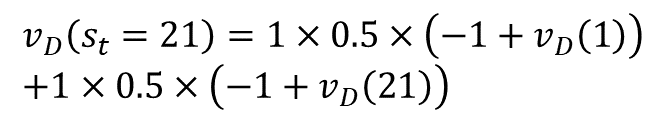 v_D(s_t = 21) = 1 × 0.5 × (−1 + v_D(1))
+1 × 0.5 × (−1 + v_D(21))